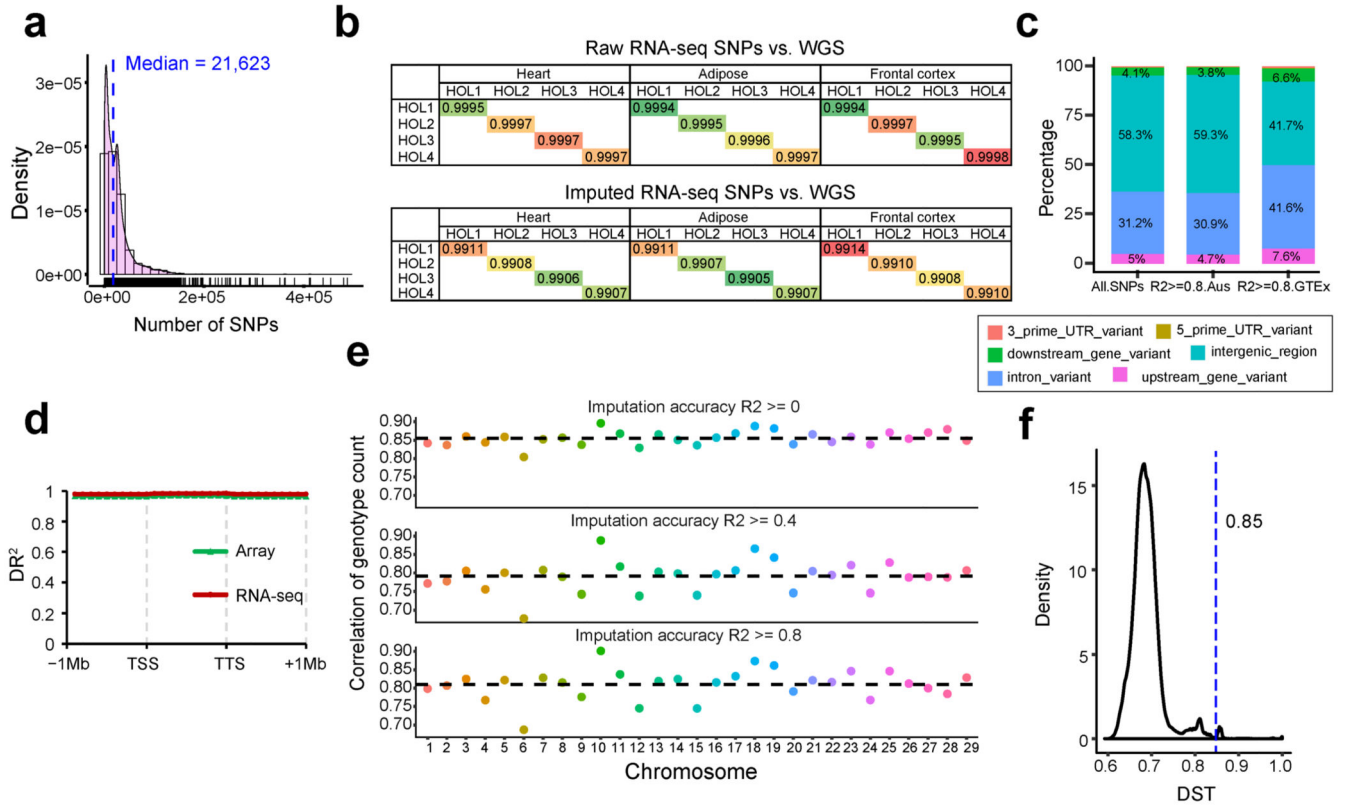 a
Median = 21,623
3e−05
2e−05
1e−05
0e+00
Density
0e+00 2e+05 4e+05
Number of SNPs
b
Raw RNA-seq SNPs vs. WGS
Heart Adipose Frontal cortex
HOL1 HOL2 HOL3 HOL4 HOL1 HOL2 HOL3 HOL4 HOL1 HOL2 HOL3 HOL4
HOL1 0.9995 0.9994 0.9994
HOL2 0.9997 0.9995 0.9997
HOL3 0.9997 0.9996 0.9995
HOL4 0.9997 0.9997 0.9998
Imputed RNA-seq SNPs vs. WGS
Heart Adipose Frontal cortex
HOL1 HOL2 HOL3 HOL4 HOL1 HOL2 HOL3 HOL4 HOL1 HOL2 HOL3 HOL4
HOL1 0.9911 0.9911 0.9914
HOL2 0.9908 0.9907 0.9910
HOL3 0.9906 0.9905 0.9908
HOL4 0.9907 0.9907 0.9910
c
Percentage
100
75
50
25
0
4.1% 3.8% 6.6%
58.3% 59.3% 41.7%
31.2% 30.9% 41.6%
5% 4.7% 7.6%
All.SNPs R2>=0.8.Aus R2>=0.8.GTEx
3_prime_UTR_variant 5_prime_UTR_variant
downstream_gene_variant intergenic_region
intron_variant upstream_gene_variant
d
DR²
1
0.8
0.6
0.4
0.2
0
Array
RNA-seq
−1Mb TSS TTS +1Mb
e
Correlation of genotype count
Imputation accuracy R2 >= 0
0.90
0.85
0.80
0.75
0.70
Imputation accuracy R2 >= 0.4
0.90
0.85
0.80
0.75
0.70
Imputation accuracy R2 >= 0.8
0.90
0.85
0.80
0.75
0.70
1 2 3 4 5 6 7 8 9 10 11 12 13 14 15 16 17 18 19 20 21 22 23 24 25 26 27 28 29
Chromosome
f
Density
15
10
5
0
0.85
0.6 0.7 0.8 0.9 1.0
DST